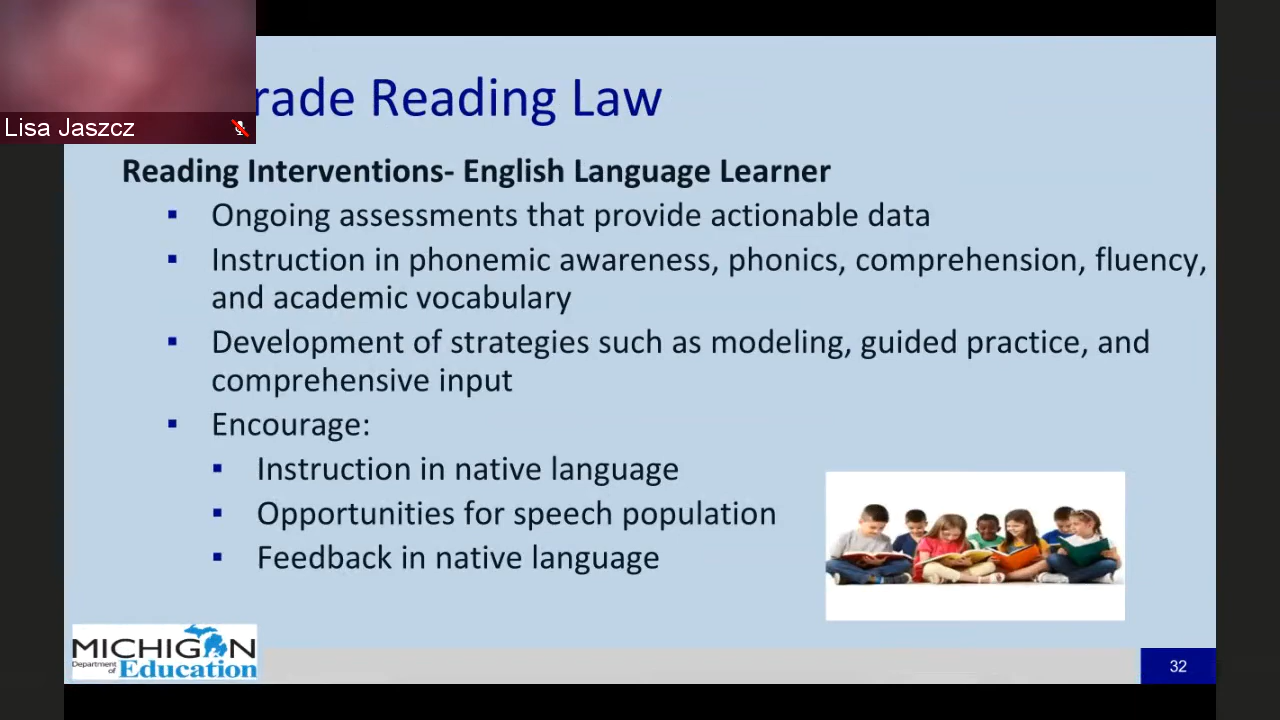 Lisa Jaszcz
rade Reading Law
Reading Interventions- English Language Learner
▪ Ongoing assessments that provide actionable data
▪ Instruction in phonemic awareness, phonics, comprehension, fluency,
and academic vocabulary
▪ Development of strategies such as modeling, guided practice, and
comprehensive input
▪ Encourage:
▪ Instruction in native language
▪ Opportunities for speech population
▪ Feedback in native language
MICHIGAN
Department of Education
32